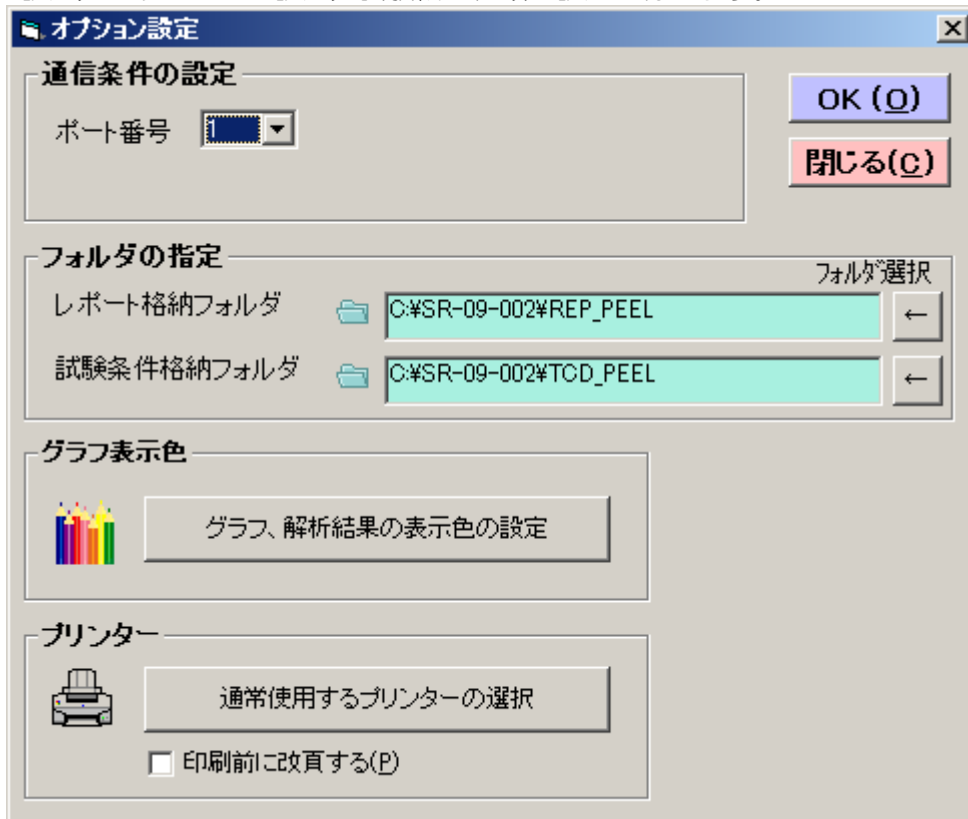 オプション設定
通信条件の設定
ポート番号 1
OK (O)
閉じる(C)
フォルダの指定
フォルダ選択
レポート格納フォルダ C:¥SR-09-002¥REP_PEEL ←
試験条件格納フォルダ C:¥SR-09-002¥TCD_PEEL ←
グラフ表示色
グラフ、解析結果の表示色の設定
プリンター
通常使用するプリンターの選択
印刷前に改頁する(P)